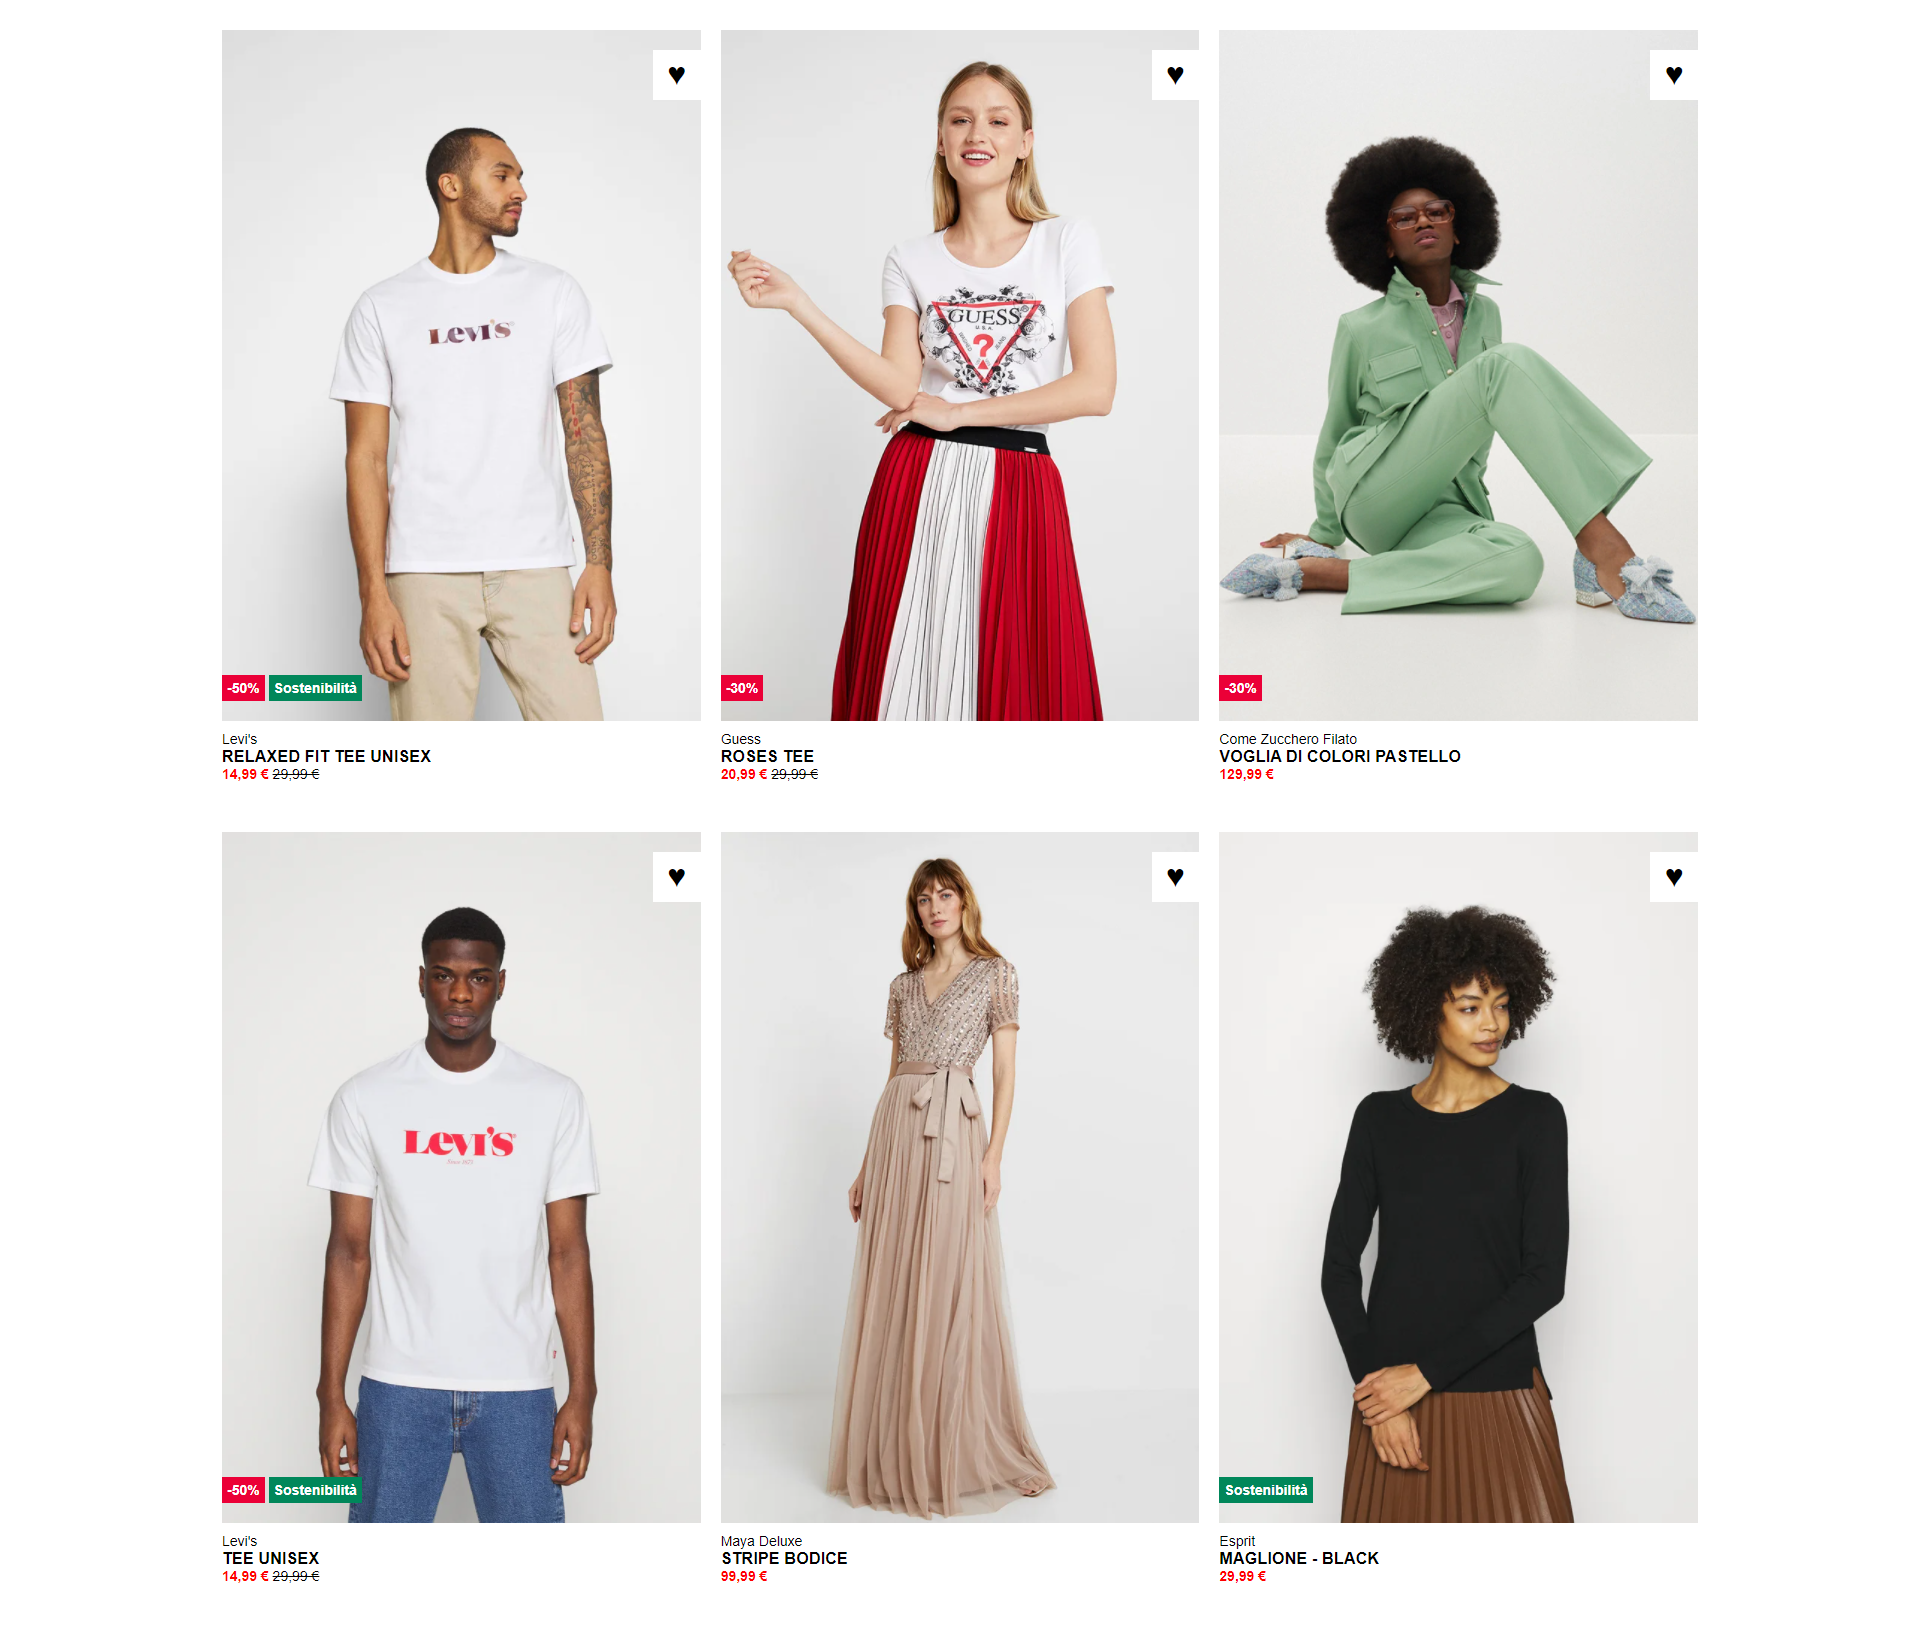 Levi's
-50% Sostenibilità
Levi's
RELAXED FIT TEE UNISEX
14,99 € 29,99 €
GUESS
U.S.A.
?
-30%
Guess
ROSES TEE
20,99 € 29,99 €
-30%
Come Zucchero Filato
VOGLIA DI COLORI PASTELLO
129,99 €
Levi's
-50% Sostenibilità
Levi's
TEE UNISEX
14,99 € 29,99 €
Maya Deluxe
STRIPE BODICE
99,99 €
Sostenibilità
Esprit
MAGLIONE - BLACK
29,99 €